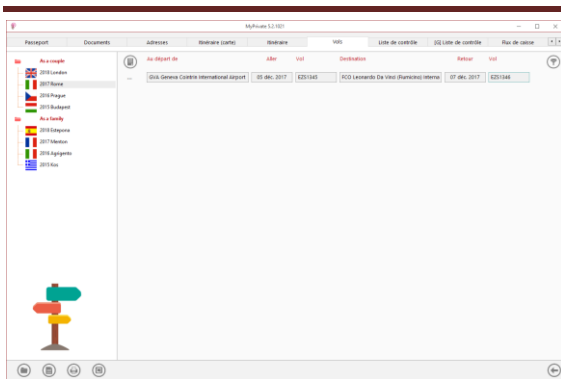 MyPrivate 5.2.1021
Passeport Documents Adresses Itinéraire (carte) Itinéraire Vols Liste de contrôle [G] Liste de contrôle Flux de caisse
As a couple
2018 London
2017 Rome
2016 Prague
2015 Budapest
As a family
2018 Estepona
2017 Menton
2016 Agrigento
2015 Kos
Au départ de Aller Vol Destination Retour Vol
... GVA Geneva Cointrin International Airport 05 déc. 2017 EZS1345 FCO Leonardo Da Vinci (Fiumicino) Interna 07 déc. 2017 EZS1346